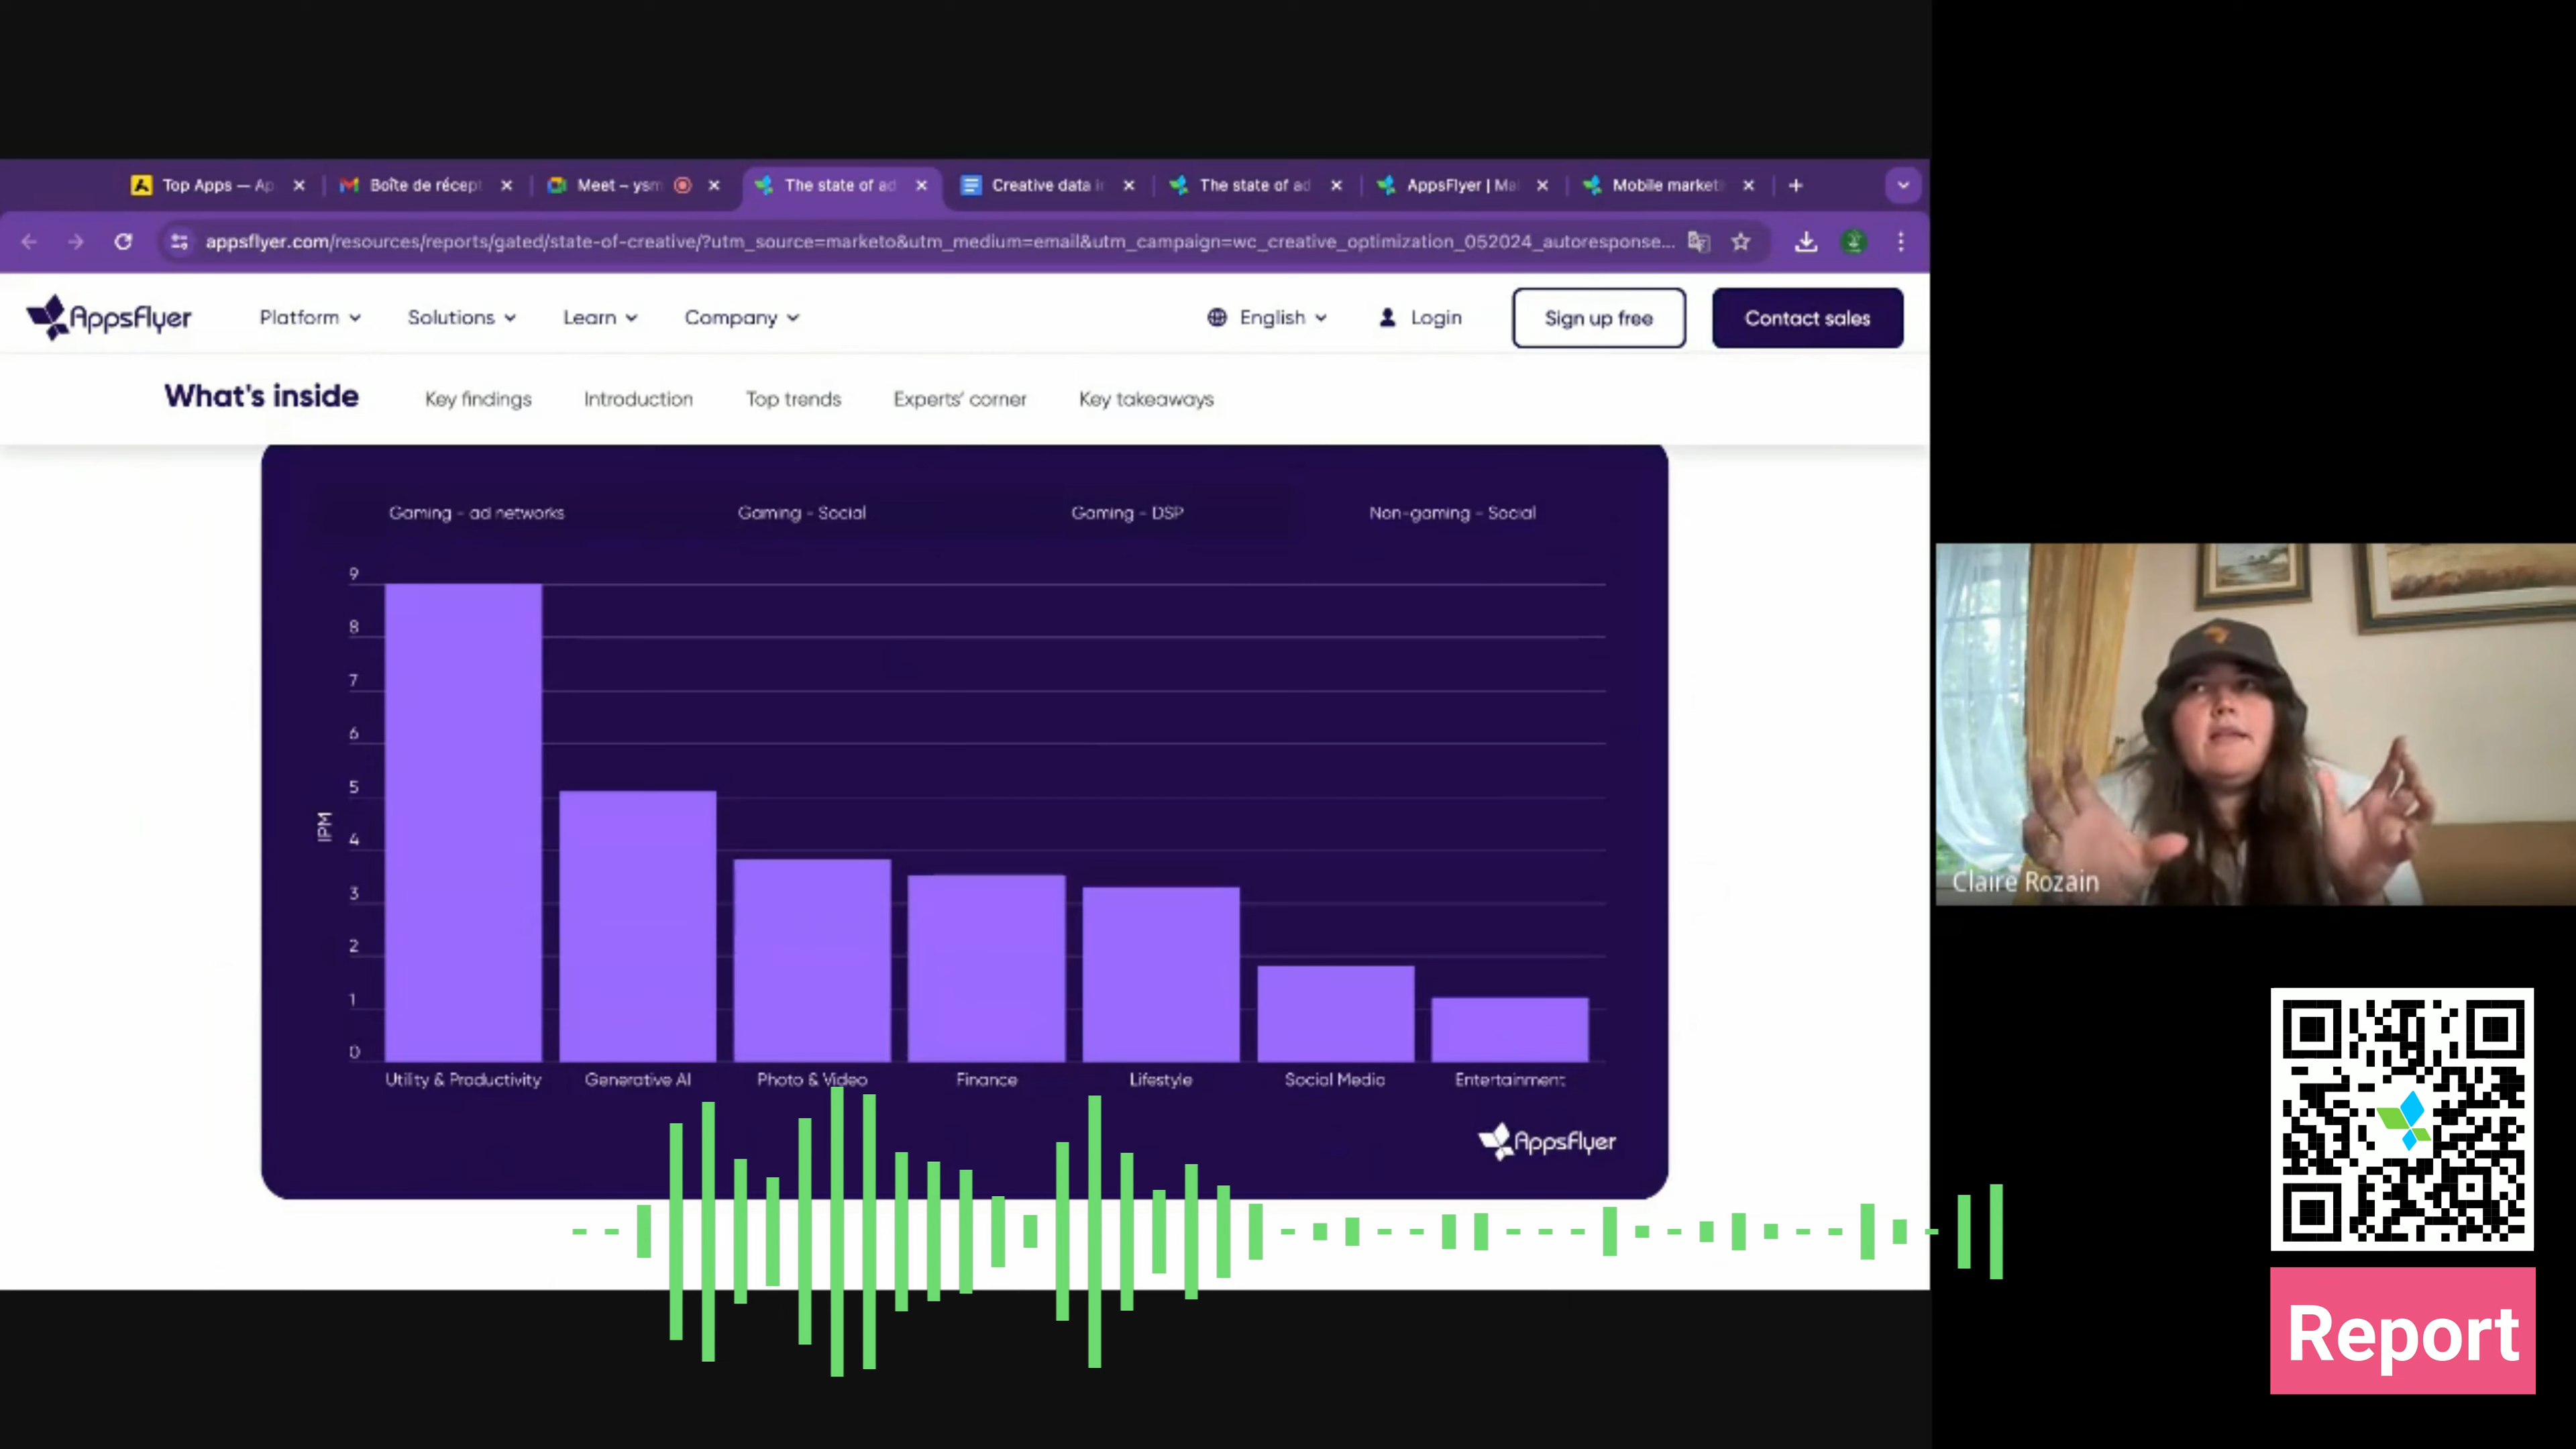 Top Apps — Ap
Boîte de récept
Meet – ysm
The state of ad
Creative data i
The state of ad
AppsFlyer | Ma
Mobile market
appsflyer.com/resources/reports/gated/state-of-creative/?utm_source=marketo&utm_medium=email&utm_campaign=wc_creative_optimization_052024_autoresponse...
AppsFlyer
Platform
Solutions
Learn
Company
English
Login
Sign up free
Contact sales
What's inside
Key findings
Introduction
Top trends
Experts' corner
Key takeaways
Gaming - ad networks
Gaming - Social
Gaming - DSP
Non-gaming - Social
9
8
7
6
5
4
3
2
1
0
IPM
Utility & Productivity
Generative AI
Photo & Video
Finance
Lifestyle
Social Media
Entertainment
AppsFlyer
Claire Rozain
Report